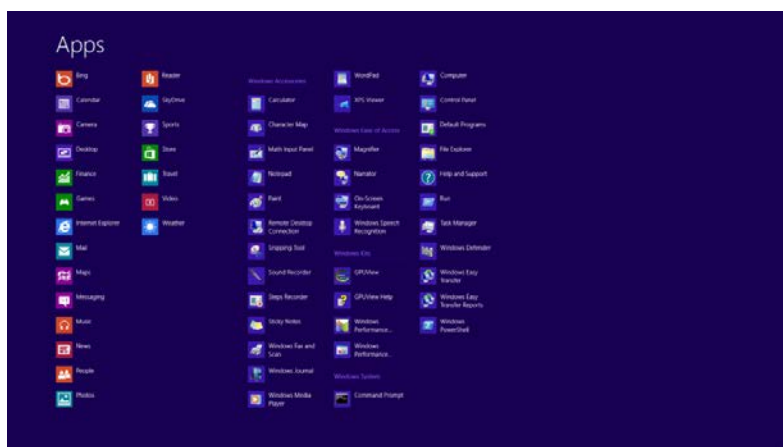 Apps
Bing
Calendar
Camera
Desktop
Finance
Games
Internet Explorer
Mail
Maps
Messaging
Music
News
People
Photos
Reader
SkyDrive
Sports
Store
Travel
Video
Weather
Windows Accessories
Calculator
Character Map
Math Input Panel
Notepad
Paint
Remote Desktop
Connection
Snipping Tool
Sound Recorder
Steps Recorder
Sticky Notes
Windows Fax and
Scan
Windows Journal
Windows Media
Player
WordPad
XPS Viewer
Windows Ease of Access
Magnifier
Narrator
On-Screen
Keyboard
Windows Speech
Recognition
Windows Kits
GPUView
GPUView Help
Windows
Performance...
Windows
Performance...
Windows System
Command Prompt
Computer
Control Panel
Default Programs
File Explorer
Help and Support
Run
Task Manager
Windows Defender
Windows Easy
Transfer
Windows Easy
Transfer Reports
Windows
PowerShell